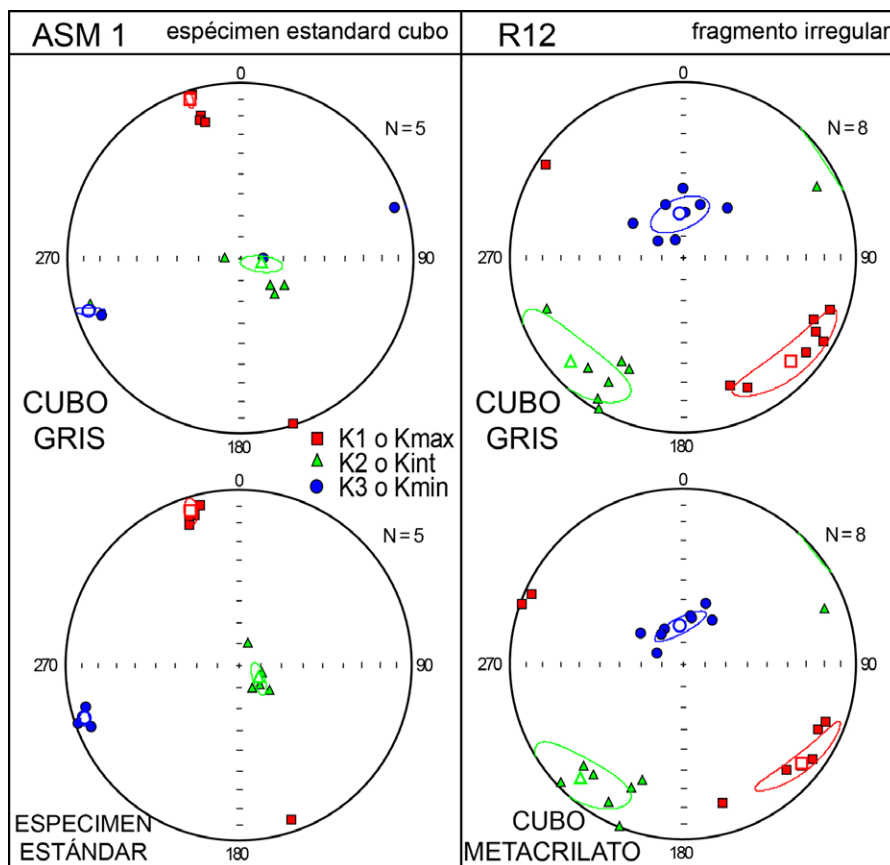 ASM 1 espécimen estandard cubo
R12 fragmento irregular
0
N=5
270
90
180
CUBO
GRIS
0
N=8
270
90
180
CUBO
GRIS
K1 o Kmax
K2 o Kint
K3 o Kmin
0
N=5
270
90
180
ESPECIMEN
ESTÁNDAR
0
N=8
270
90
180
CUBO
METACRILATO